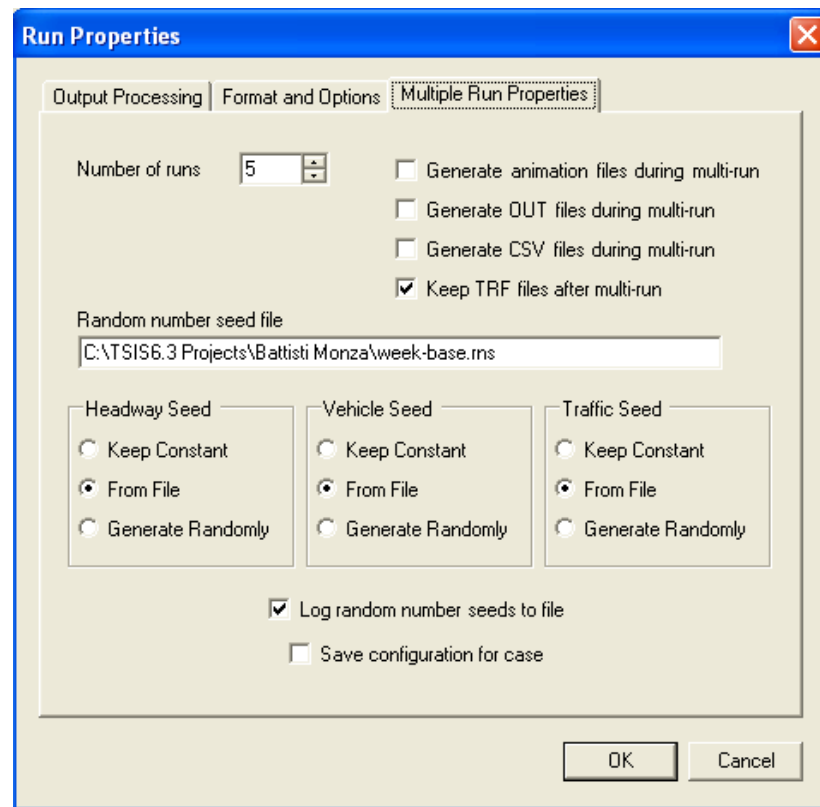 Run Properties
Output Processing
Format and Options
Multiple Run Properties
Number of runs
5
Generate animation files during multi-run
Generate OUT files during multi-run
Generate CSV files during multi-run
Keep TRF files after multi-run
Random number seed file
C:\TSIS6.3 Projects\Battisti Monza\week-base.rns
Headway Seed
Keep Constant
From File
Generate Randomly
Vehicle Seed
Keep Constant
From File
Generate Randomly
Traffic Seed
Keep Constant
From File
Generate Randomly
Log random number seeds to file
Save configuration for case
OK
Cancel